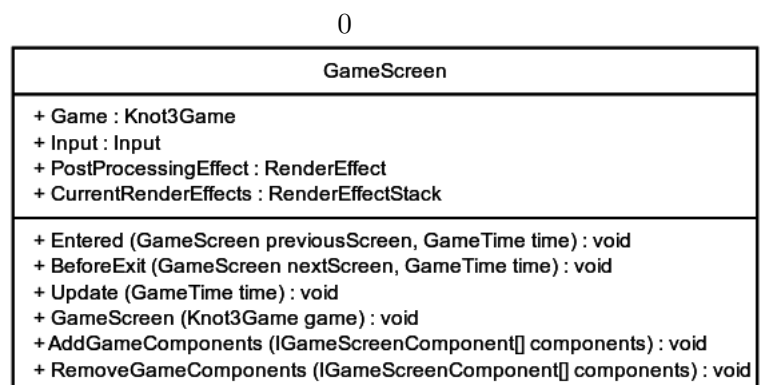 0
GameScreen
+ Game : Knot3Game
+ Input : Input
+ PostProcessingEffect : RenderEffect
+ CurrentRenderEffects : RenderEffectStack
+ Entered (GameScreen previousScreen, GameTime time) : void
+ BeforeExit (GameScreen nextScreen, GameTime time) : void
+ Update (GameTime time) : void
+ GameScreen (Knot3Game game) : void
+AddGameComponents (IGameScreenComponent[] components) : void
+ RemoveGameComponents (IGameScreenComponent[] components) : void